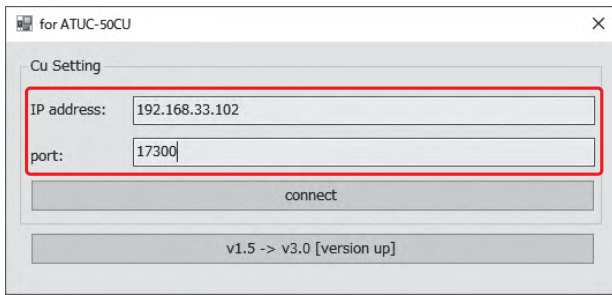 for ATUC-50CU
Cu Setting
IP address: 192.168.33.102
port: 17300
connect
v1.5 -> v3.0 [version up]